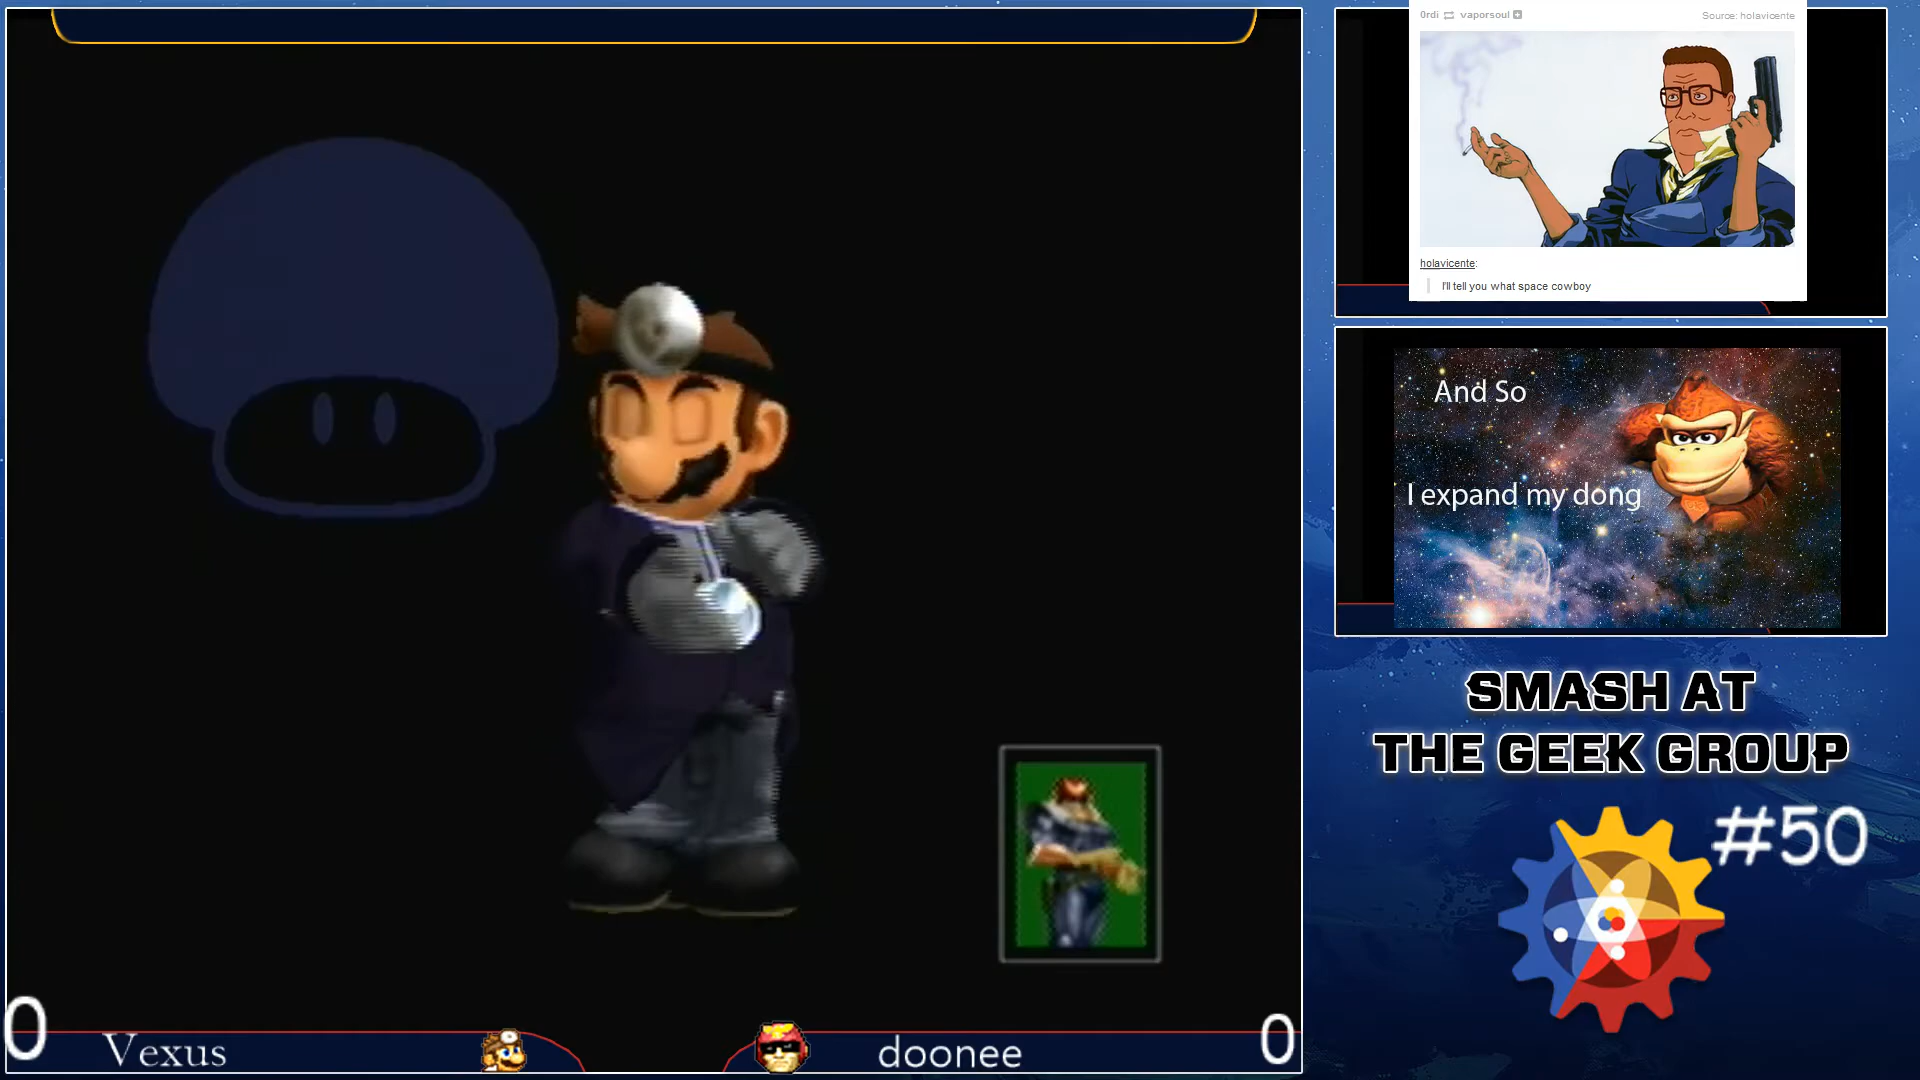 0rdi vaporsoul
Source: holavicente
holavicente:
I'll tell you what space cowboy
And So
I expand my dong
SMASH AT
THE GEEK GROUP
#50
0 Vexus
doonee 0